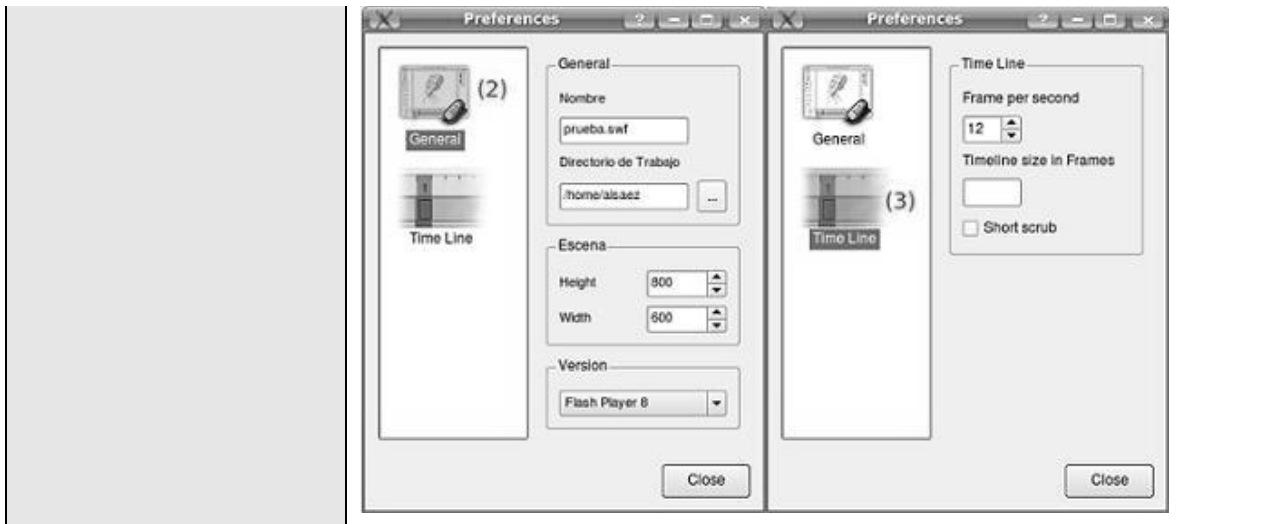 Preferences
(2)
General
Time Line
General
Nombre
prueba.swf
Directorio de Trabajo
/home/alsaez
...
Escena
Height
800
Width
600
Version
Flash Player 8
Close
Preferences
General
(3)
Time Line
Time Line
Frame per second
12
Timeline size in Frames
Short scrub
Close